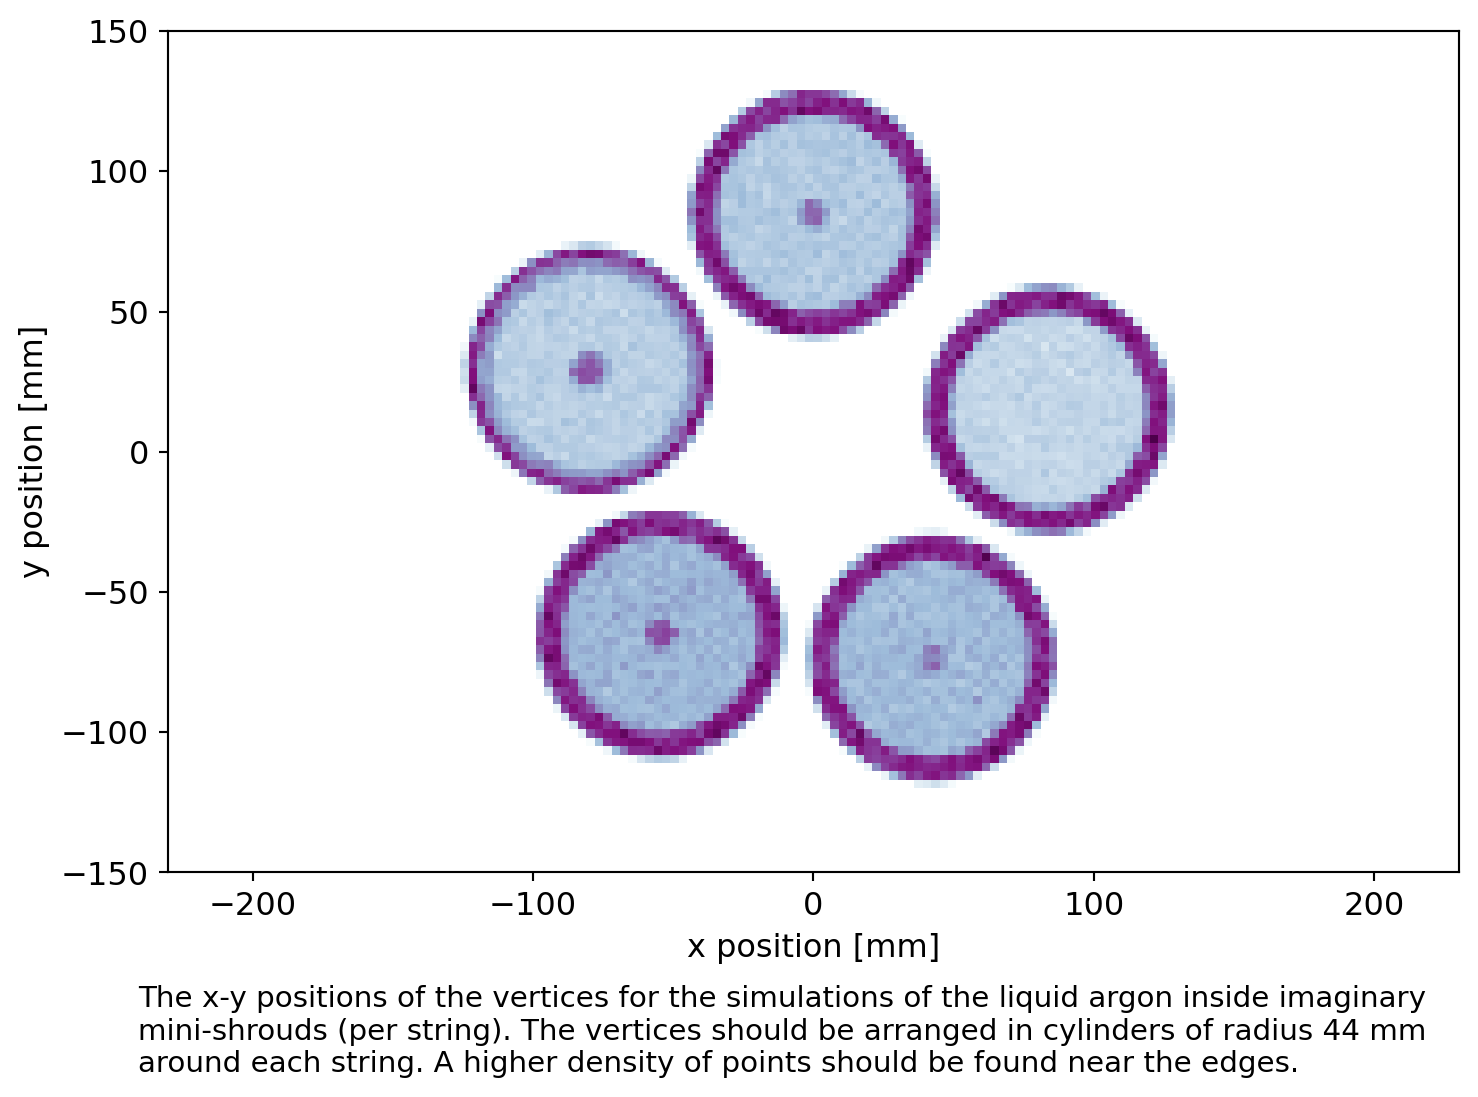 150
100
50
0
−50
−100
−150
y position [mm]
−200
−100
0
100
200
x position [mm]
The x-y positions of the vertices for the simulations of the liquid argon inside imaginary
mini-shrouds (per string). The vertices should be arranged in cylinders of radius 44 mm
around each string. A higher density of points should be found near the edges.